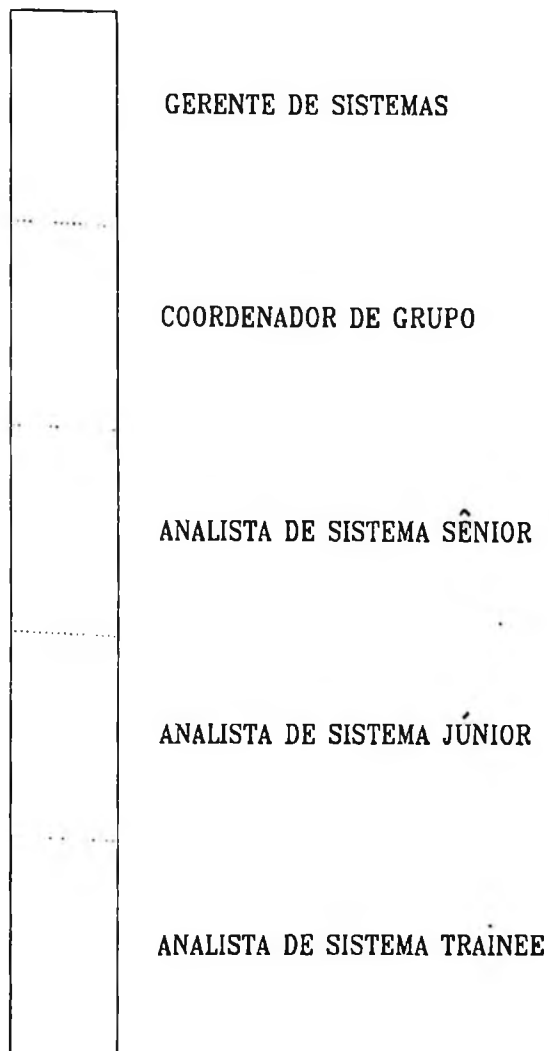 GERENTE DE SISTEMAS
COORDENADOR DE GRUPO
ANALISTA DE SISTEMA SÊNIOR
ANALISTA DE SISTEMA JÚNIOR
ANALISTA DE SISTEMA TRAINEE